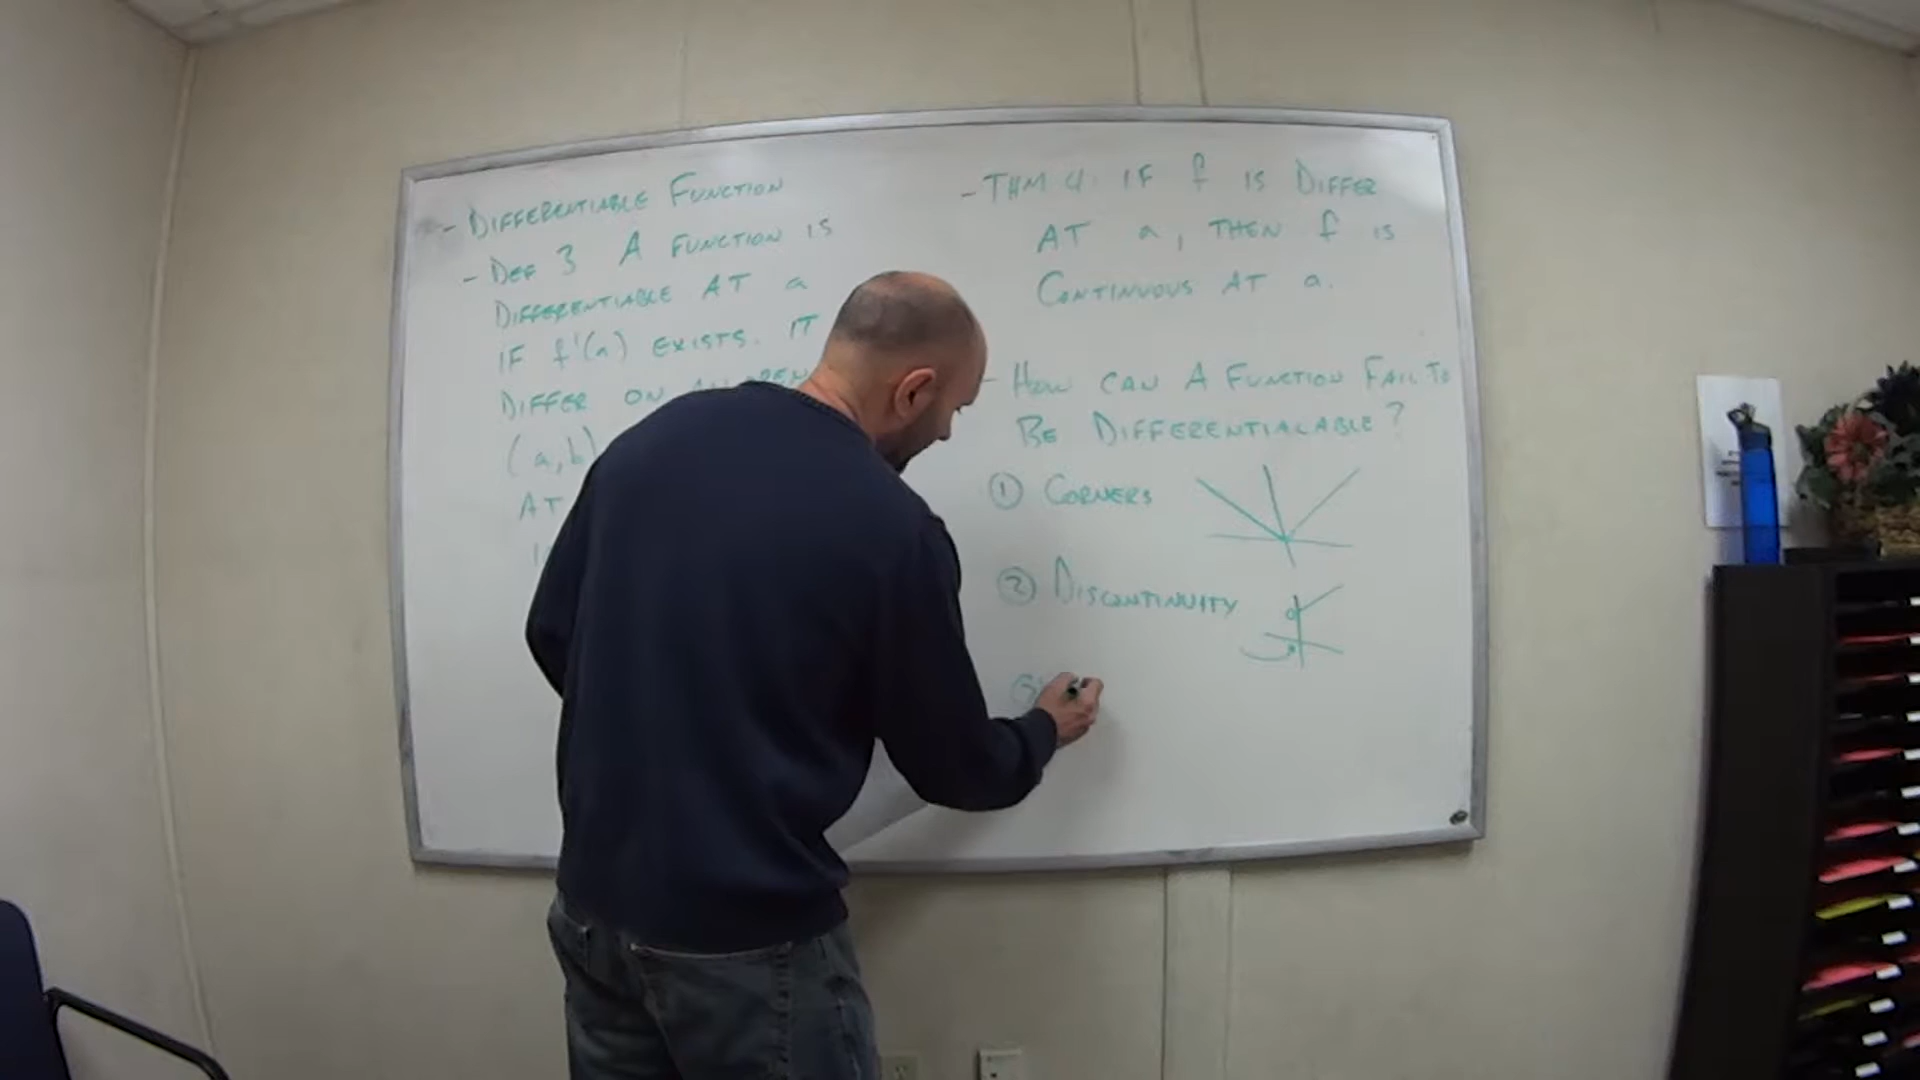 - DIFFERENTIABLE FUNCTION
- DEF 3 A FUNCTION IS
DIFFERENTIABLE AT a
IF f'(a) EXISTS. IT
DIFFER ON OPEN
(a,b)
AT
- THM 4. IF f IS DIFFER
AT a, THEN f IS
CONTINUOUS AT a.
- HOW CAN A FUNCTION FAIL TO
BE DIFFERENTIALABLE?
① CORNERS
② DISCONTINUITY